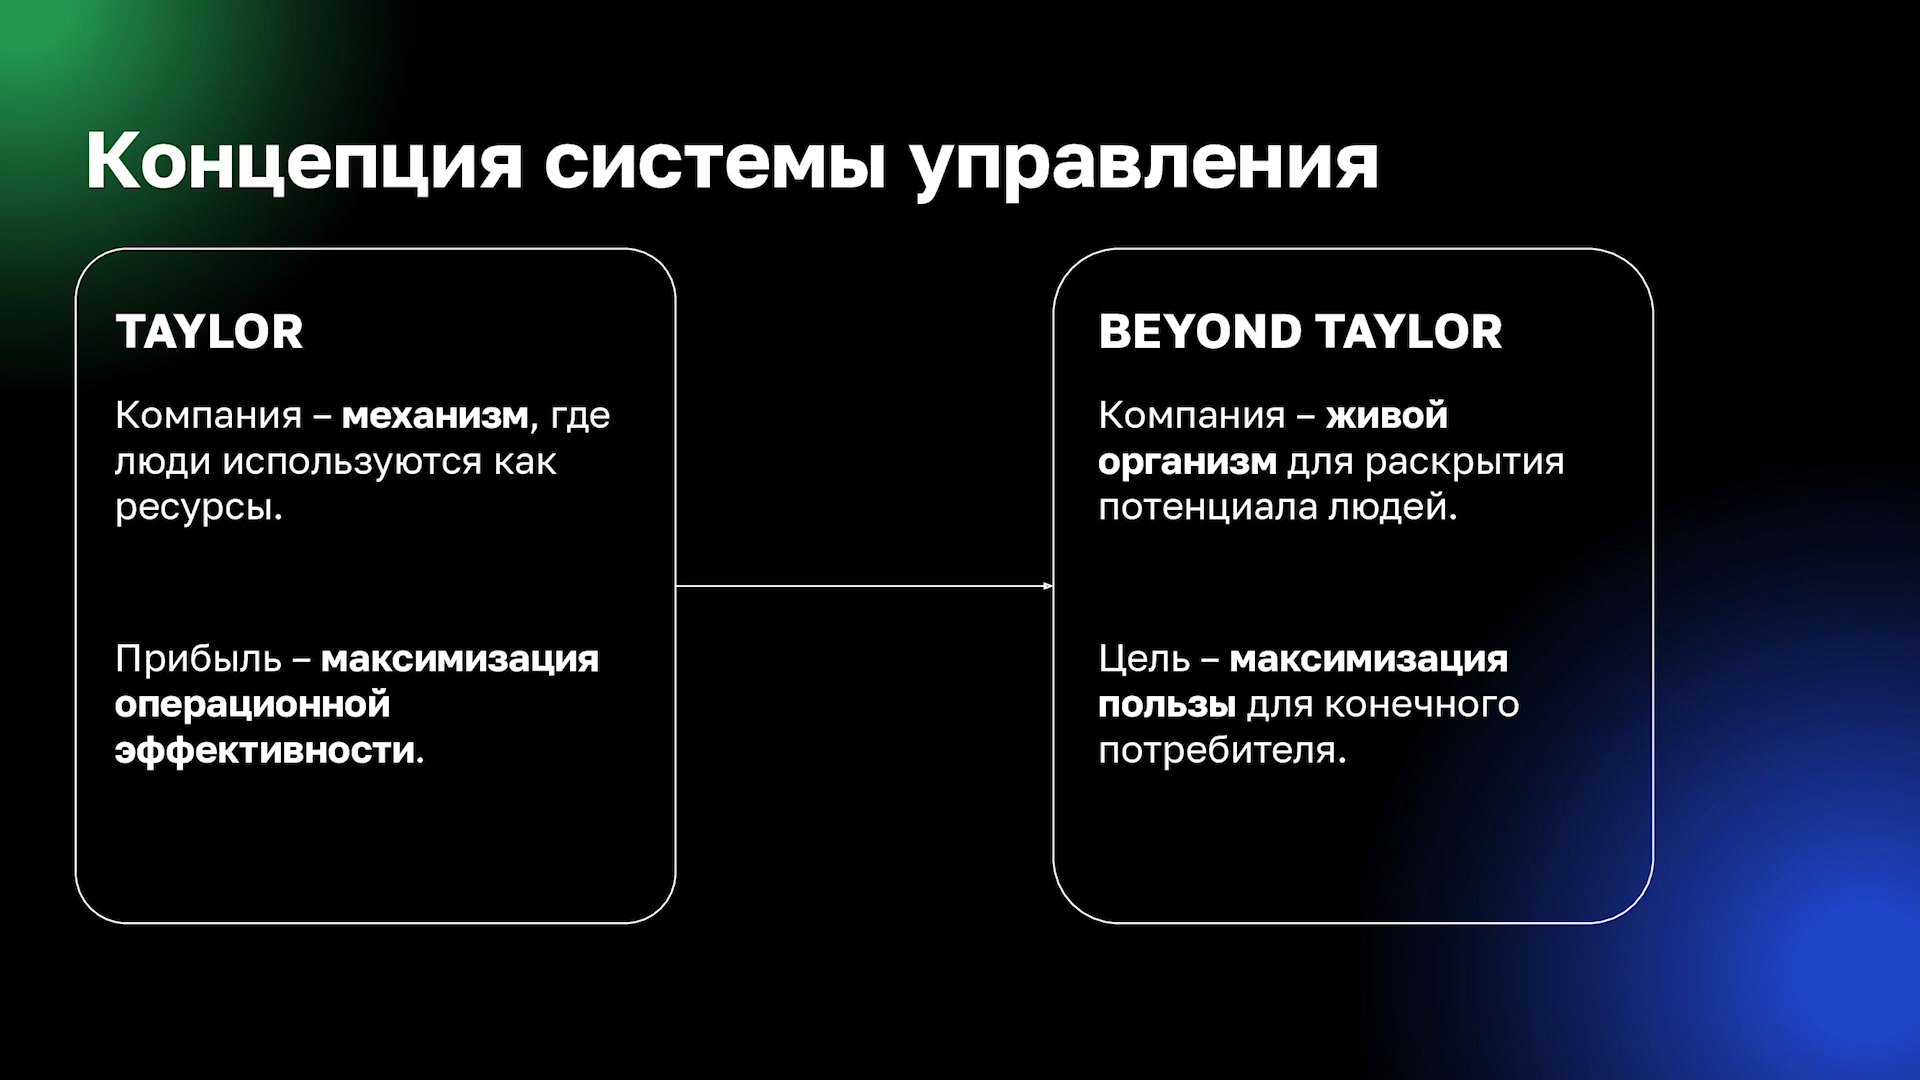 Концепция системы управления
TAYLOR
Компания – механизм, где
люди используются как
ресурсы.
Прибыль – максимизация
операционной
эффективности.
BEYOND TAYLOR
Компания – живой
организм для раскрытия
потенциала людей.
Цель – максимизация
пользы для конечного
потребителя.